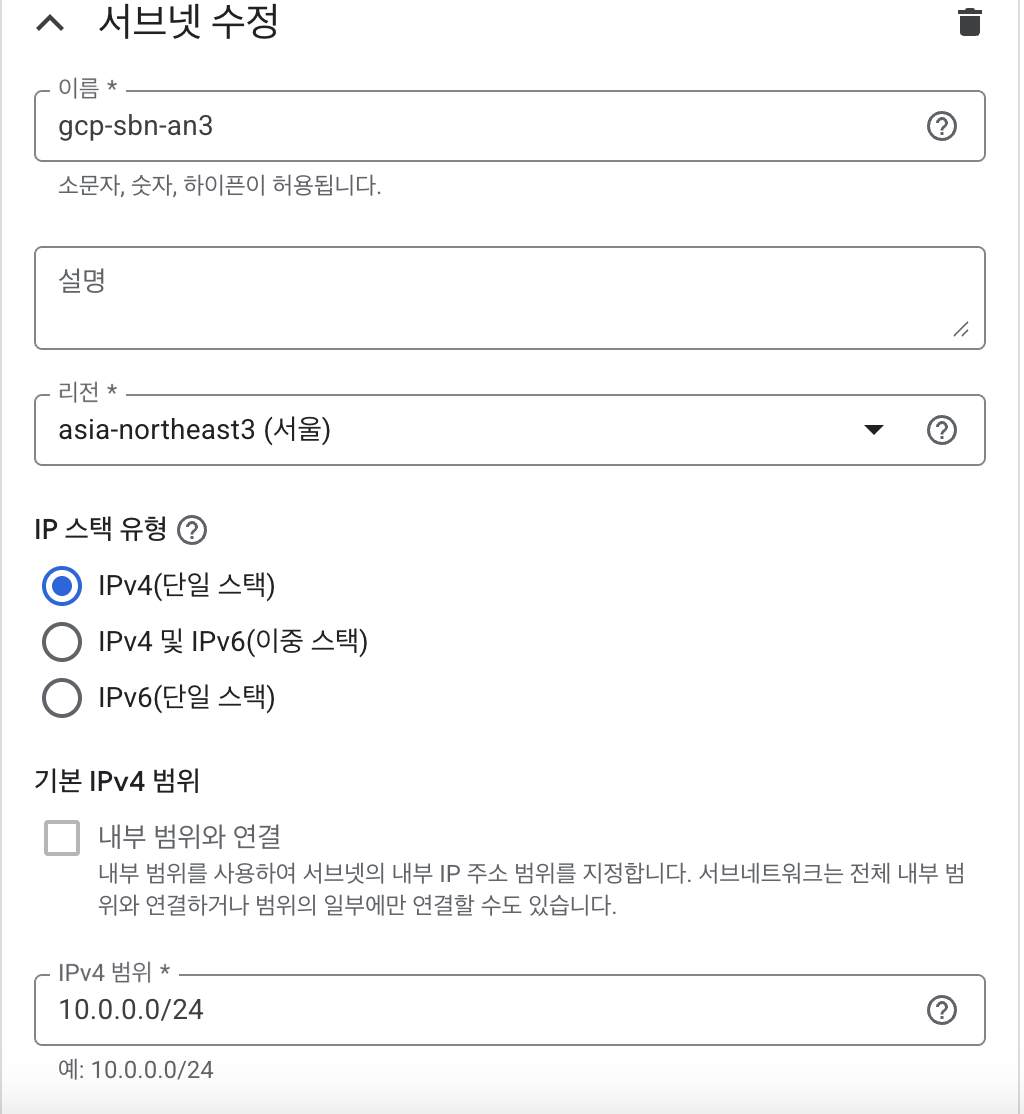 서브넷 수정
이름 *
gcp-sbn-an3
소문자, 숫자, 하이픈이 허용됩니다.
설명
리전 *
asia-northeast3 (서울)
IP 스택 유형
IPv4(단일 스택)
IPv4 및 IPv6(이중 스택)
IPv6(단일 스택)
기본 IPv4 범위
내부 범위와 연결
내부 범위를 사용하여 서브넷의 내부 IP 주소 범위를 지정합니다. 서브네트워크는 전체 내부 범
위와 연결하거나 범위의 일부에만 연결할 수도 있습니다.
IPv4 범위 *
10.0.0.0/24
예: 10.0.0.0/24